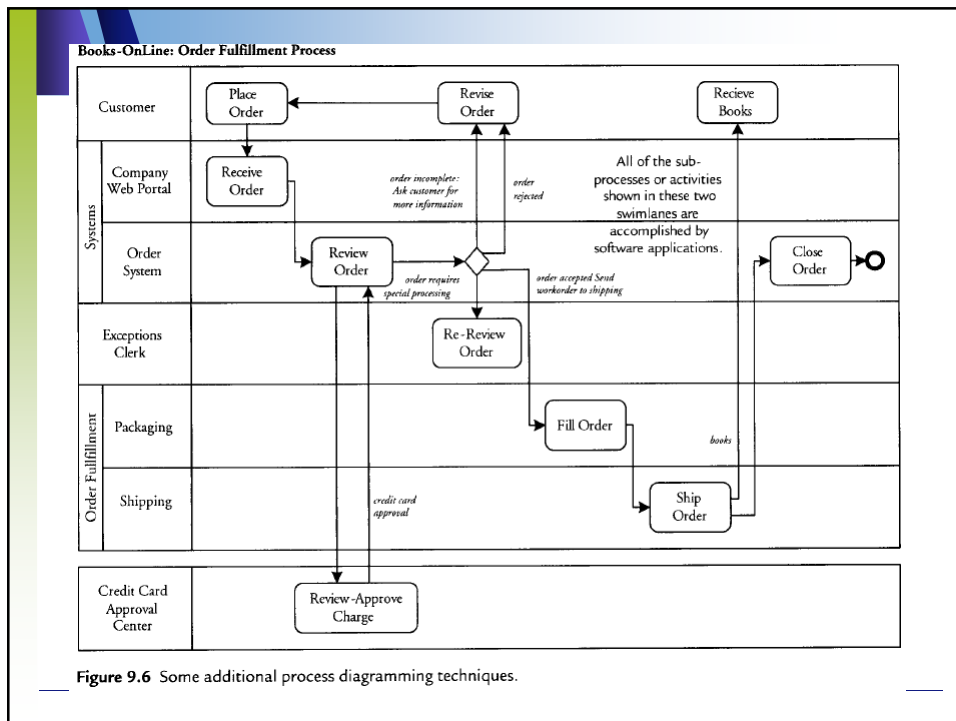 Books-OnLine: Order Fulfillment Process
Customer
Place
Order
Revise
Order
Recieve
Books
Systems
Company
Web Portal
Receive
Order
order incomplete:
Ask customer for
more information
order
rejected
All of the sub-
processes or activities
shown in these two
swimlanes are
accomplished by
software applications.
Order
System
Review
Order
order requires
special processing
order accepted Send
workorder to shipping
Close
Order
Exceptions
Clerk
Re-Review
Order
Order Fullfillment
Packaging
Fill Order
books
Shipping
credit card
approval
Ship
Order
Credit Card
Approval
Center
Review-Approve
Charge
Figure 9.6 Some additional process diagramming techniques.